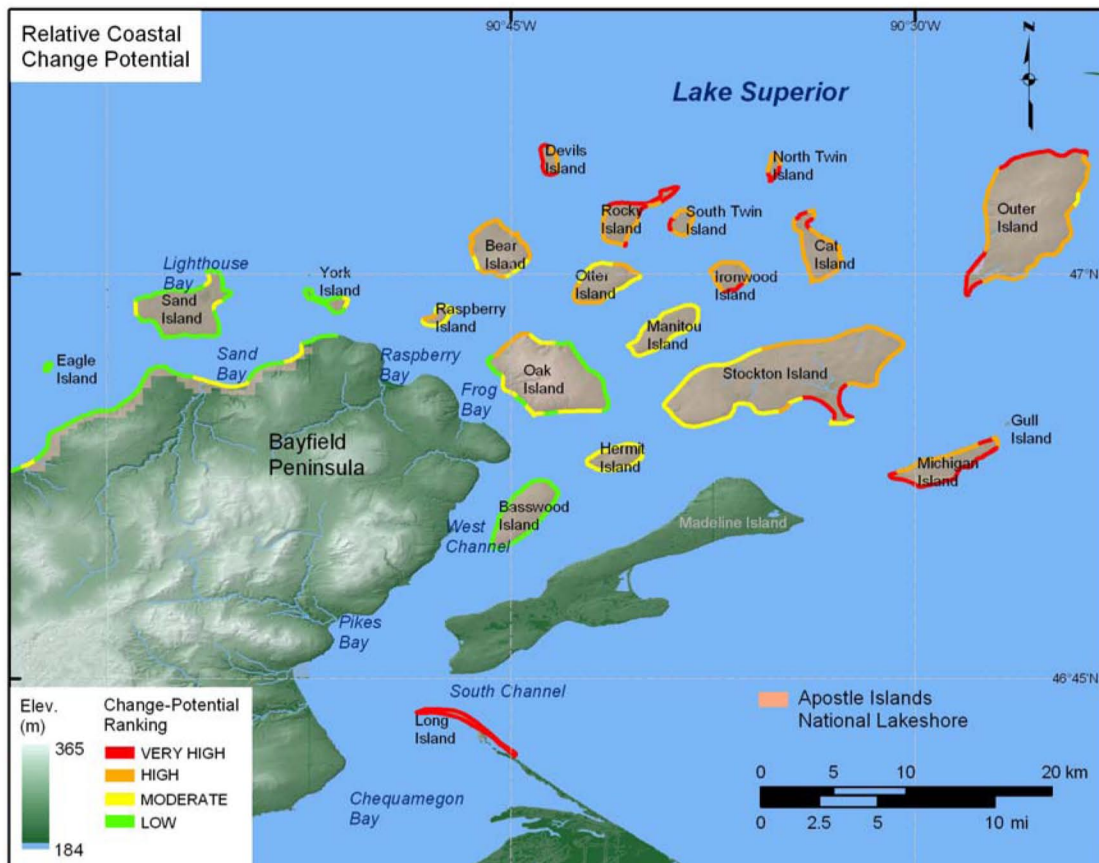 Relative Coastal
Change Potential
90°45'W
90°30'W
z
Lake Superior
Devils
Island
North Twin
Island
Rocky
Island
South Twin
Island
Outer
Island
Bear
Island
Cat
Island
Lighthouse
Bay
York
Island
Otter
Island
Ironwood
Island
47°N
Sand
Island
Raspberry
Island
Manitou
Island
Eagle
Island
Sand
Bay
Raspberry
Bay
Oak
Island
Stockton Island
Frog
Bay
Gull
Island
Bayfield
Peninsula
Hermit
Island
Michigan
Island
Basswood
Island
West
Channel
Madeline Island
Pikes
Bay
46°45'N
South Channel
Long
Island
Chequamegon
Bay
Elev.
(m)
365
184
Change-Potential
Ranking
VERY HIGH
HIGH
MODERATE
LOW
Apostle Islands
National Lakeshore
0 5 10 20 km
0 2.5 5 10 mi